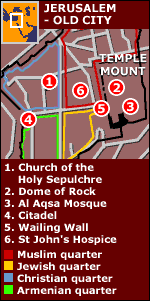 JERUSALEM
- OLD CITY
TEMPLE
MOUNT
1
2
3
4
5
6
1. Church of the
Holy Sepulchre
2. Dome of Rock
3. Al Aqsa Mosque
4. Citadel
5. Wailing Wall
6. St John's Hospice
Muslim quarter
Jewish quarter
Christian quarter
Armenian quarter